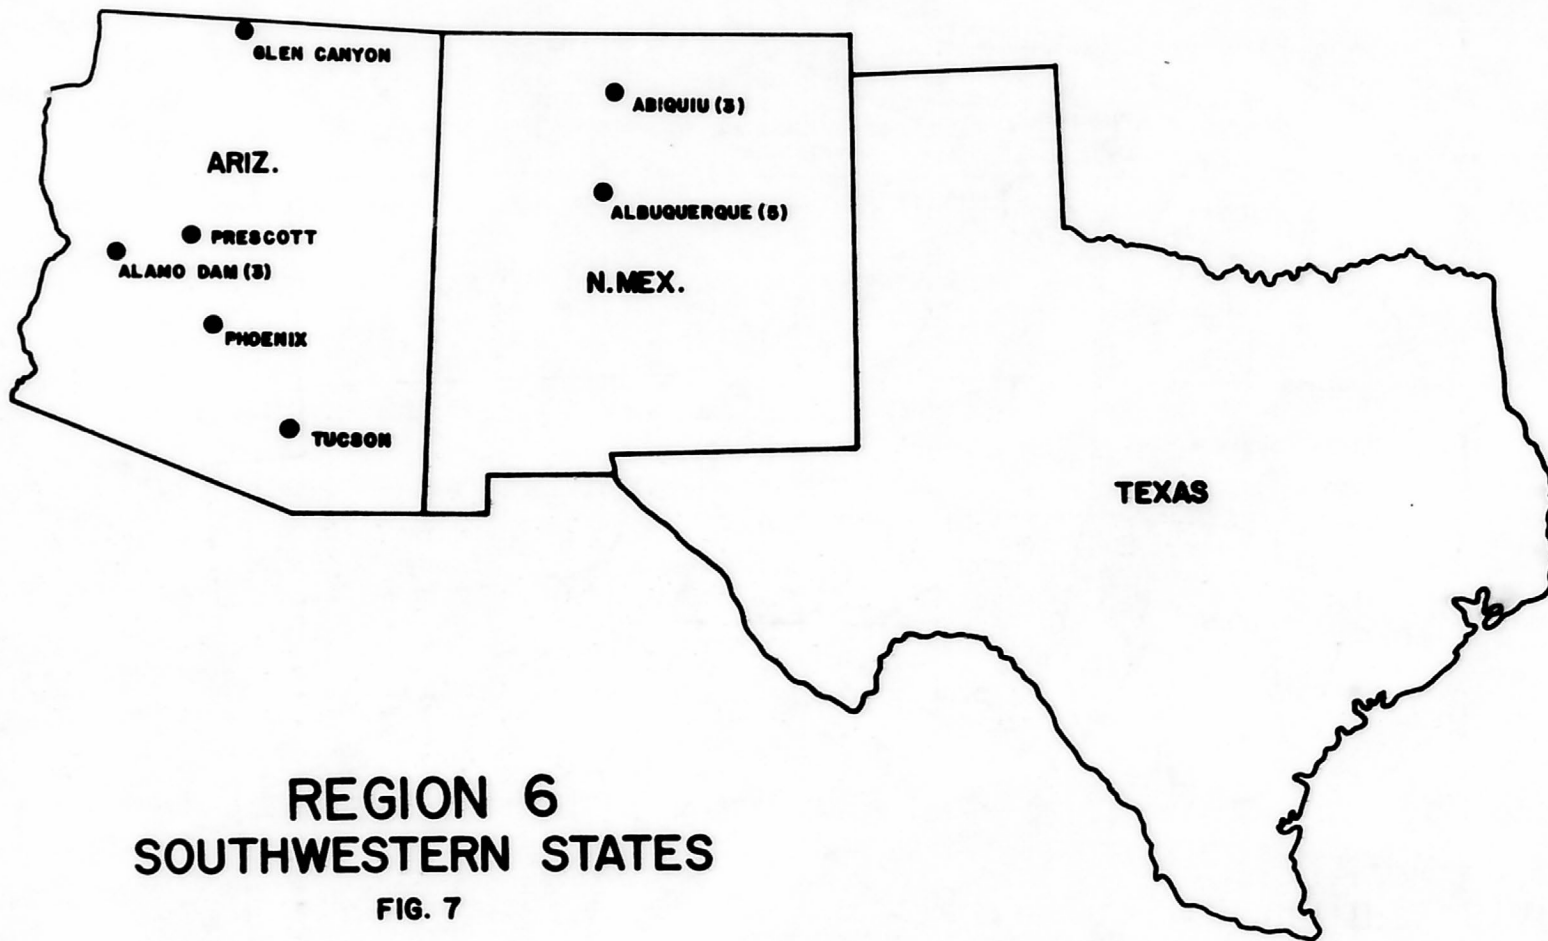 GLEN CANYON
ABIQUIU (3)
ARIZ.
ALBUQUERQUE (5)
PRESCOTT
ALAMO DAM (3)
N.MEX.
PHOENIX
TUCSON
TEXAS
REGION 6
SOUTHWESTERN STATES
FIG. 7